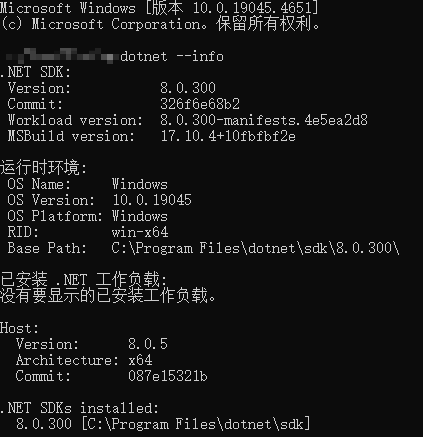 Microsoft Windows [版本 10.0.19045.4651]
(c) Microsoft Corporation。保留所有权利。
dotnet --info
.NET SDK:
Version: 8.0.300
Commit: 326f6e68b2
Workload version: 8.0.300-manifests.4e5ea2d8
MSBuild version: 17.10.4+10fbfbf2e
运行时环境:
OS Name: Windows
OS Version: 10.0.19045
OS Platform: Windows
RID: win-x64
Base Path: C:\Program Files\dotnet\sdk\8.0.300\
已安装 .NET 工作负载:
没有要显示的已安装工作负载。
Host:
Version: 8.0.5
Architecture: x64
Commit: 087e15321b
.NET SDKs installed:
8.0.300 [C:\Program Files\dotnet\sdk]